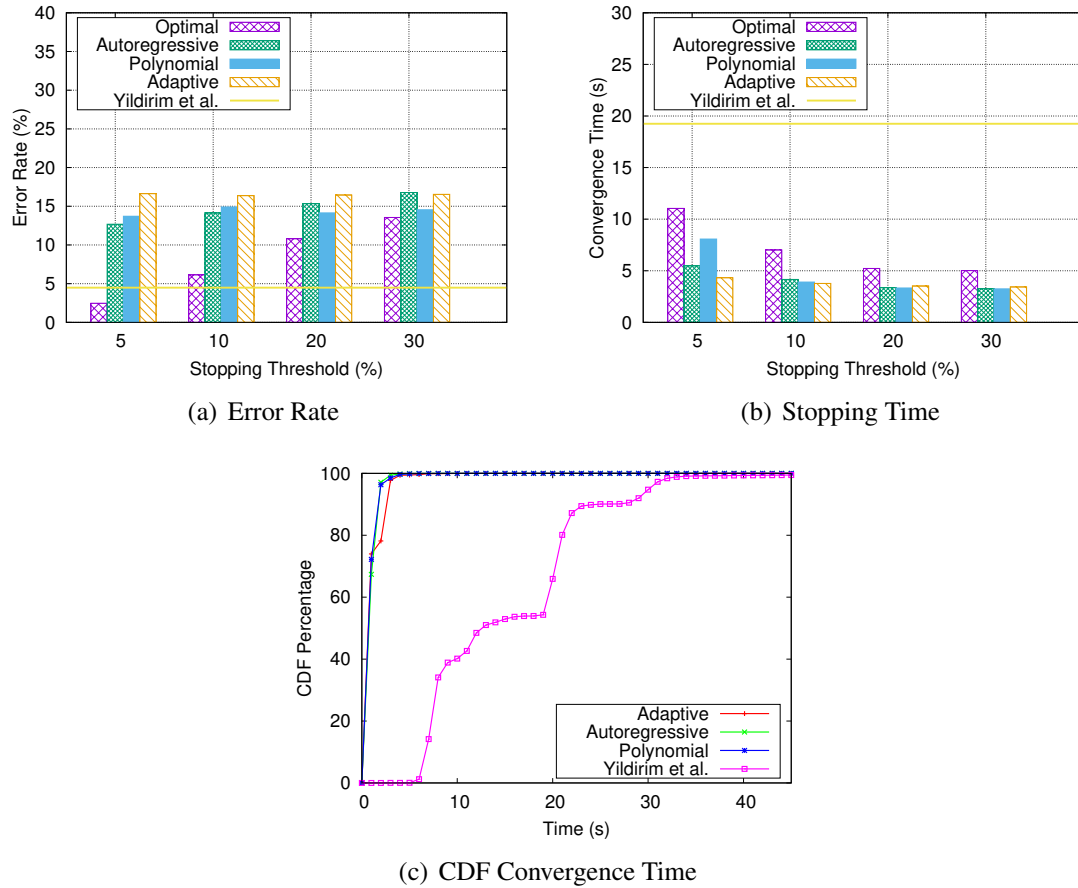 40
35
30
25
20
15
10
5
0
Error Rate (%)
Optimal
Autoregressive
Polynomial
Adaptive
Yildirim et al.
5 10 20 30
Stopping Threshold (%)
(a) Error Rate
30
25
20
15
10
5
0
Convergence Time (s)
Optimal
Autoregressive
Polynomial
Adaptive
Yildirim et al.
5 10 20 30
Stopping Threshold (%)
(b) Stopping Time
100
80
60
40
20
0
CDF Percentage
Adaptive
Autoregressive
Polynomial
Yildirim et al.
0 10 20 30 40
Time (s)
(c) CDF Convergence Time